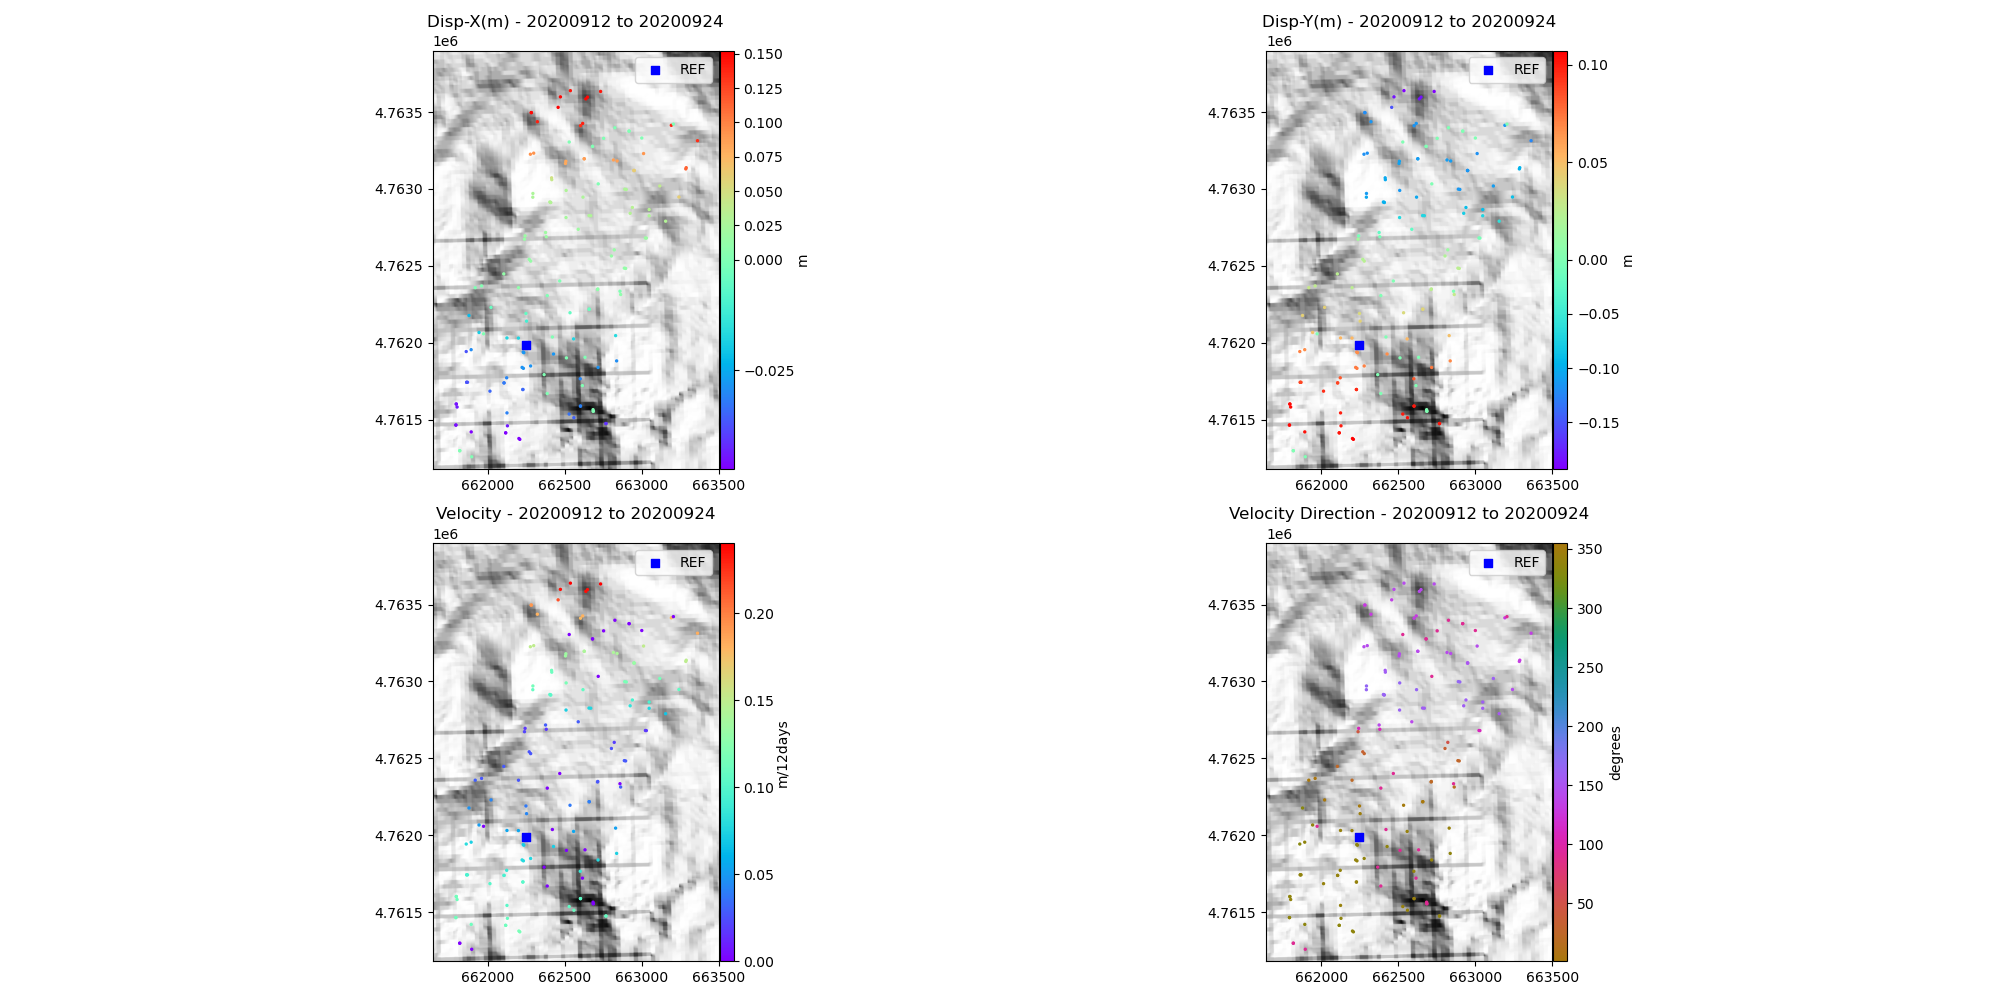 Disp-X(m) - 20200912 to 20200924
1e6
REF
4.7635
4.7630
4.7625
4.7620
4.7615
662000 662500 663000 663500
0.150
0.125
0.100
0.075
0.050
0.025
0.000
−0.025
m
Disp-Y(m) - 20200912 to 20200924
1e6
REF
4.7635
4.7630
4.7625
4.7620
4.7615
662000 662500 663000 663500
0.10
0.05
0.00
−0.05
−0.10
−0.15
m
Velocity - 20200912 to 20200924
1e6
REF
4.7635
4.7630
4.7625
4.7620
4.7615
662000 662500 663000 663500
0.20
0.15
0.10
0.05
0.00
m/12days
Velocity Direction - 20200912 to 20200924
1e6
REF
4.7635
4.7630
4.7625
4.7620
4.7615
662000 662500 663000 663500
350
300
250
200
150
100
50
degrees